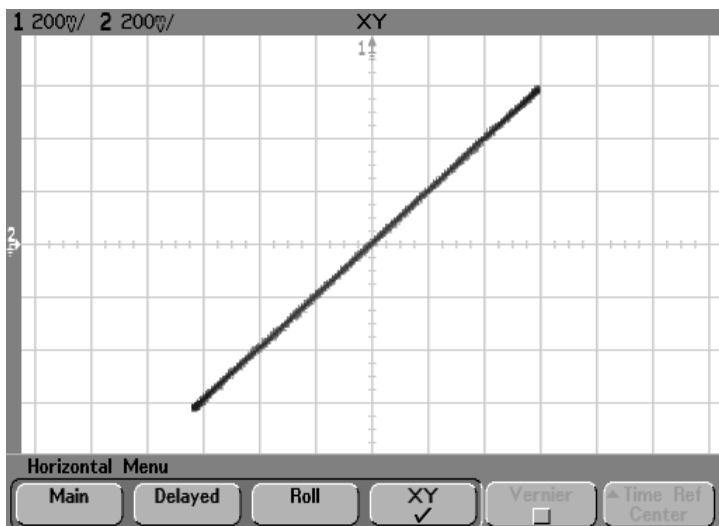 1 200mV/ 2 200mV/ XY
1
2
Horizontal Menu
Main Delayed Roll XY Vernier Time Ref
Center